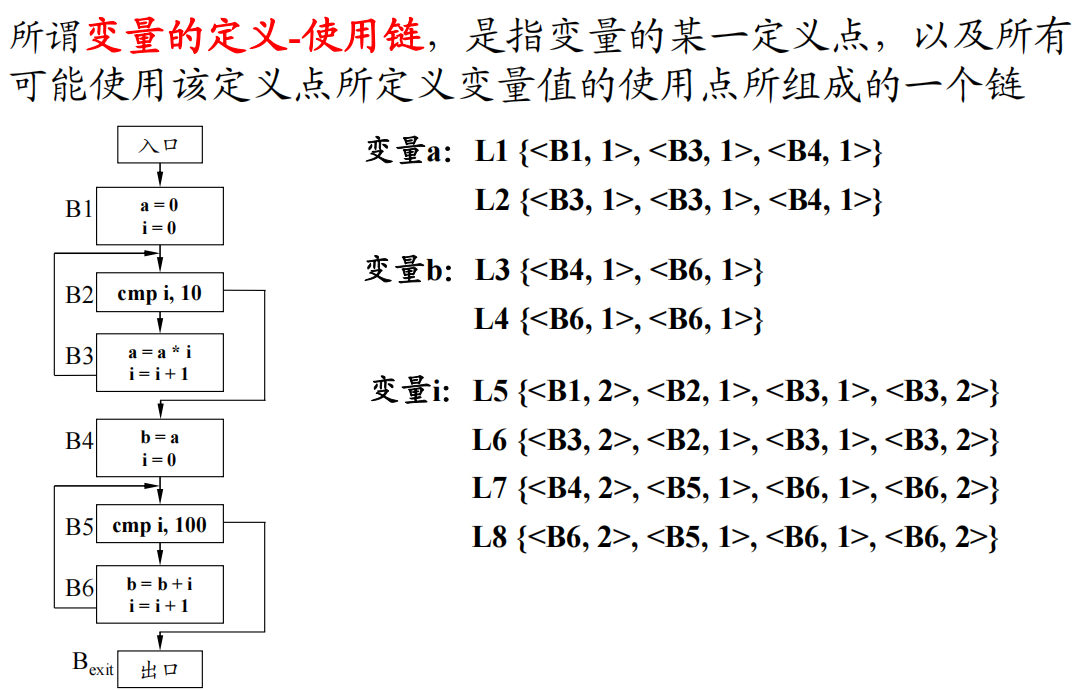 所谓变量的定义-使用链，是指变量的某一定义点，以及所有
可能使用该定义点所定义变量值的使用点所组成的一个链
入口
B1
a = 0
i = 0
B2
cmp i, 10
B3
a = a * i
i = i + 1
B4
b = a
i = 0
B5
cmp i, 100
B6
b = b + i
i = i + 1
Bexit
出口
变量a: L1 {<B1, 1>, <B3, 1>, <B4, 1>}
L2 {<B3, 1>, <B3, 1>, <B4, 1>}
变量b: L3 {<B4, 1>, <B6, 1>}
L4 {<B6, 1>, <B6, 1>}
变量i: L5 {<B1, 2>, <B2, 1>, <B3, 1>, <B3, 2>}
L6 {<B3, 2>, <B2, 1>, <B3, 1>, <B3, 2>}
L7 {<B4, 2>, <B5, 1>, <B6, 1>, <B6, 2>}
L8 {<B6, 2>, <B5, 1>, <B6, 1>, <B6, 2>}